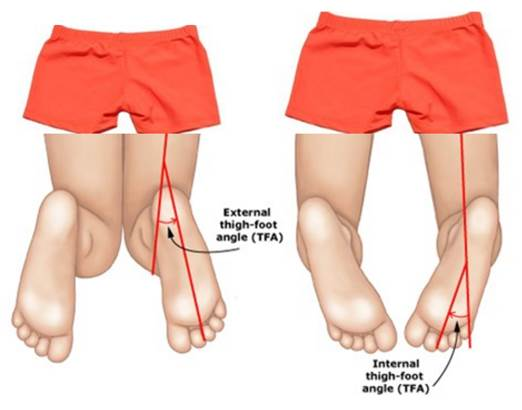 External
thigh-foot
angle (TFA)
Internal
thigh-foot
angle (TFA)